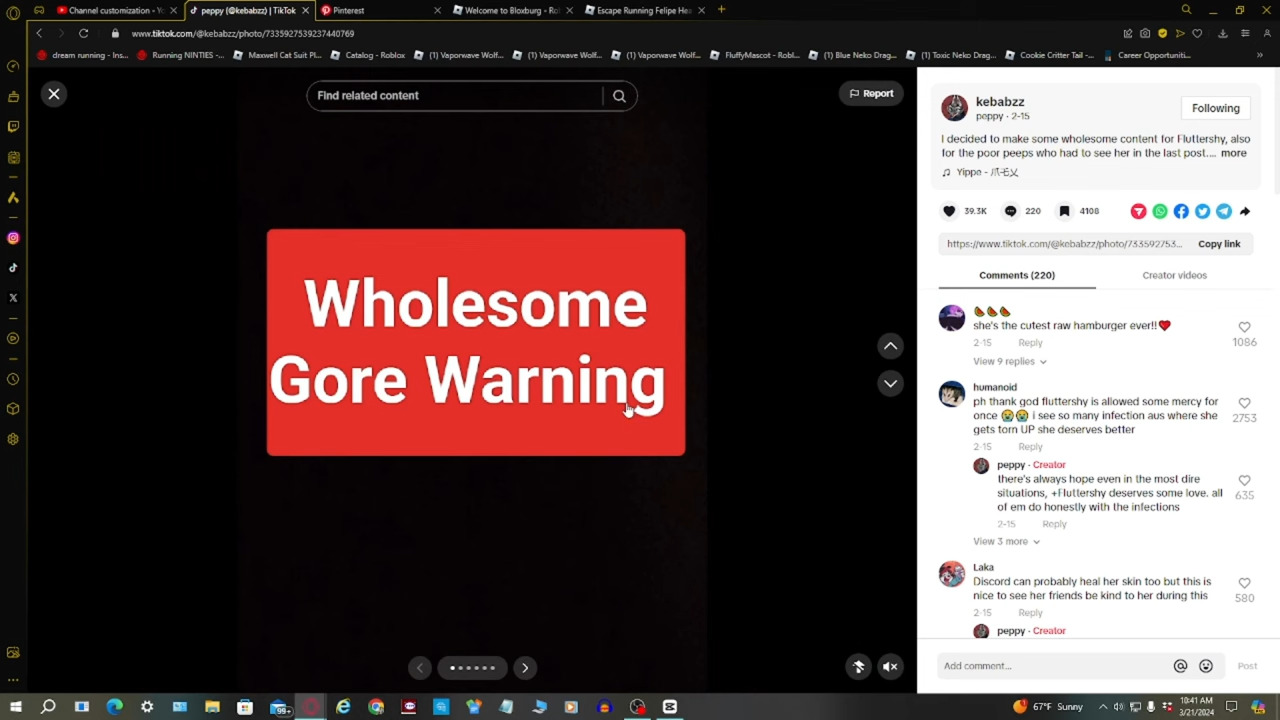 Channel customization - Yo
peppy (@kebabzz) | TikTok
Pinterest
Welcome to Bloxburg - Rob
Escape Running Felipe Hea
www.tiktok.com/@kebabzz/photo/7335927539237440769
dream running - Ins...
Running NINTIES -...
Maxwell Cat Suit Pl...
Catalog - Roblox
(1) Vaporwave Wolf...
(1) Vaporwave Wolf...
(1) Vaporwave Wolf...
FluffyMascot - Robl...
(1) Blue Neko Drag...
(1) Toxic Neko Drag...
Cookie Critter Tail -...
Career Opportuniti...
Find related content
Report
Wholesome
Gore Warning
kebabzz
peppy · 2-15
Following
I decided to make some wholesome content for Fluttershy, also
for the poor peeps who had to see her in the last post.... more
39.3K
220
4108
https://www.tiktok.com/@kebabzz/photo/733592753...
Copy link
Comments (220)
Creator videos
🍉🍉🍉
she's the cutest raw hamburger ever!!❤️
2-15 Reply
1086
View 9 replies
humanoid
ph thank god fluttershy is allowed some mercy for
once 😭😭 i see so many infection aus where she
gets torn UP she deserves better
2753
2-15 Reply
peppy · Creator
there's always hope even in the most dire
situations, +Fluttershy deserves some love. all
of em do honestly with the infections
635
2-15 Reply
View 3 more
Laka
Discord can probably heal her skin too but this is
nice to see her friends be kind to her during this
580
2-15 Reply
peppy · Creator
Add comment...
Post
99+
67°F Sunny
10:41 AM
3/21/2024